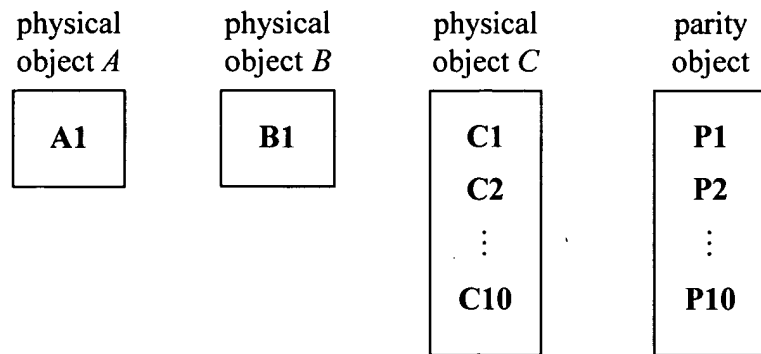 physical object A
physical object B
physical object C
parity object
A1
B1
C1
C2
⋮
C10
P1
P2
⋮
P10